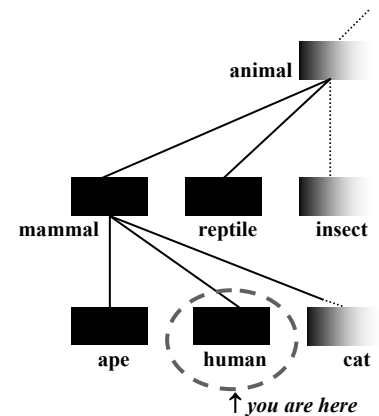 animal
mammal reptile insect
ape human cat
↑ you are here